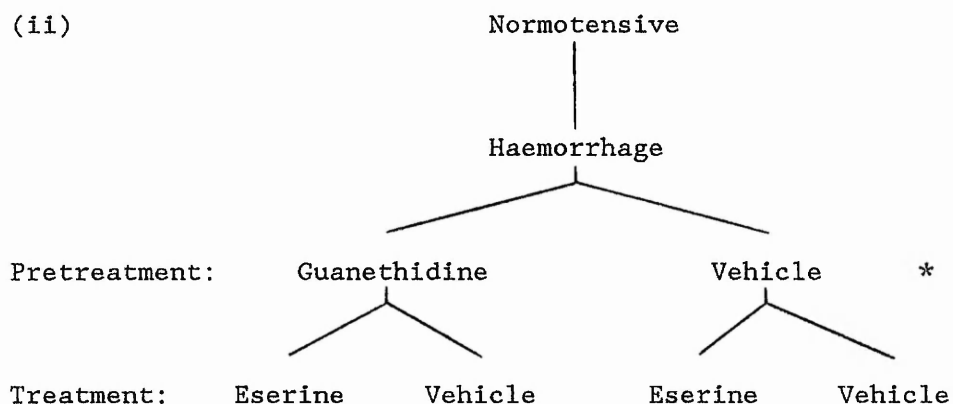 (ii) Normotensive
Haemorrhage
Pretreatment: Guanethidine Vehicle *
Treatment: Eserine Vehicle Eserine Vehicle